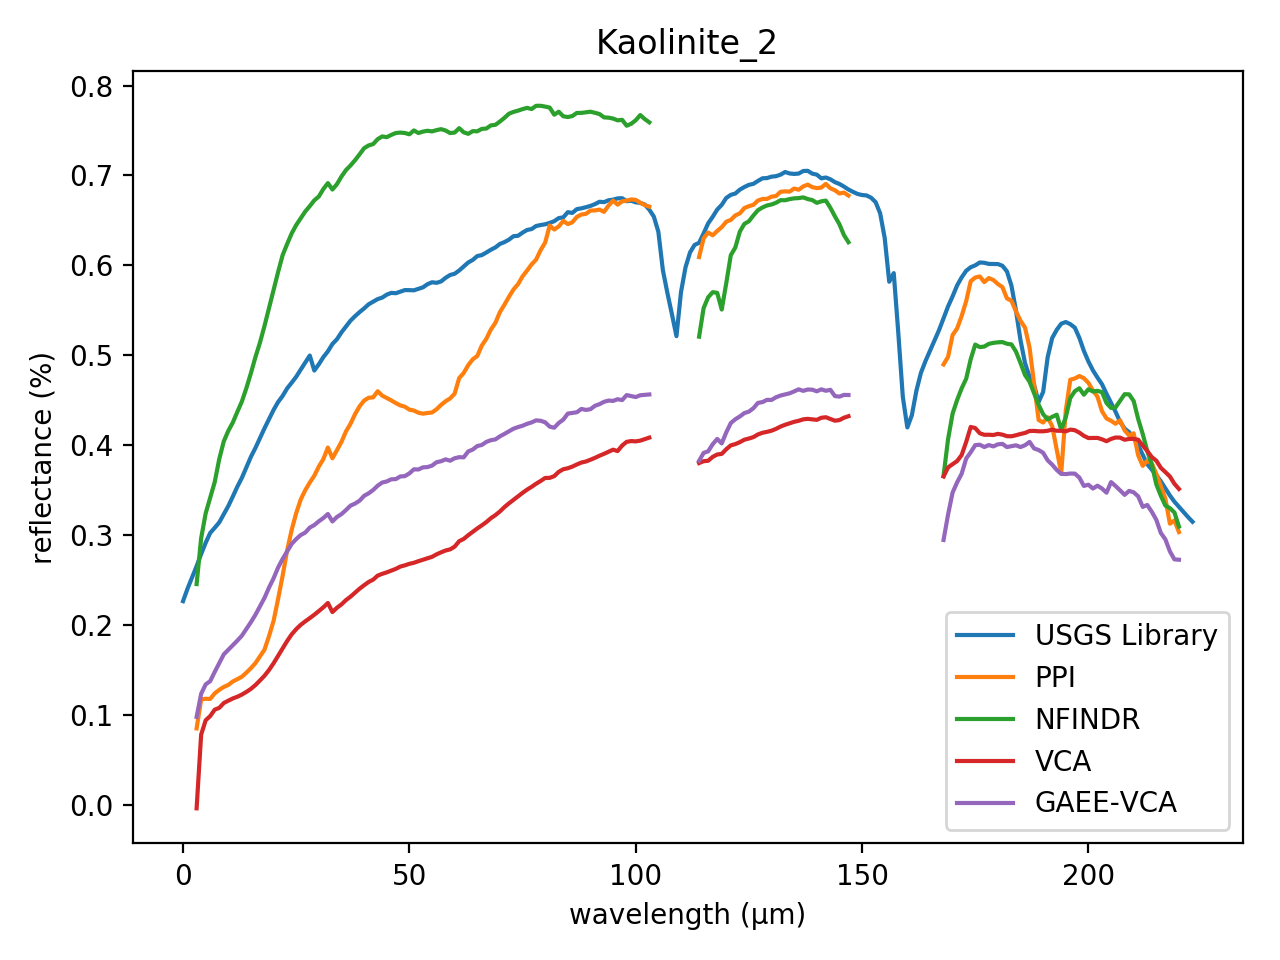 Kaolinite_2
0.8
0.7
0.6
0.5
0.4
0.3
0.2
0.1
0.0
reflectance (%)
0 50 100 150 200
wavelength (μm)
USGS Library
PPI
NFINDR
VCA
GAEE-VCA